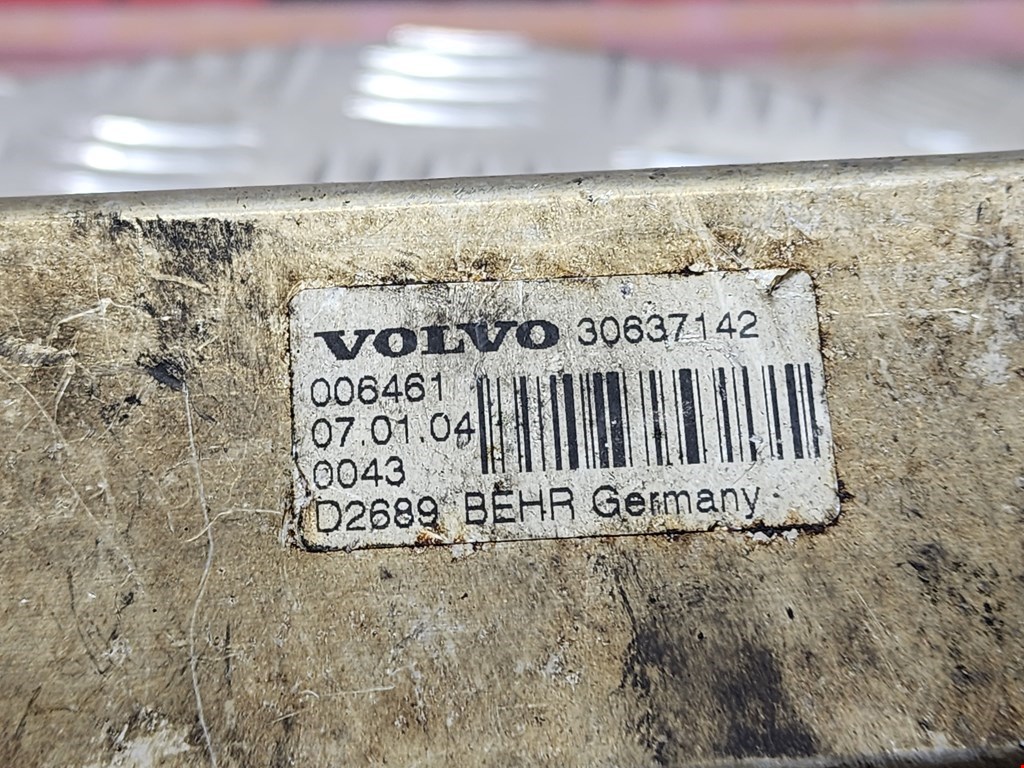 VOLVO 30637142
006461
07.01.04
0043
D2689 BEHR Germany